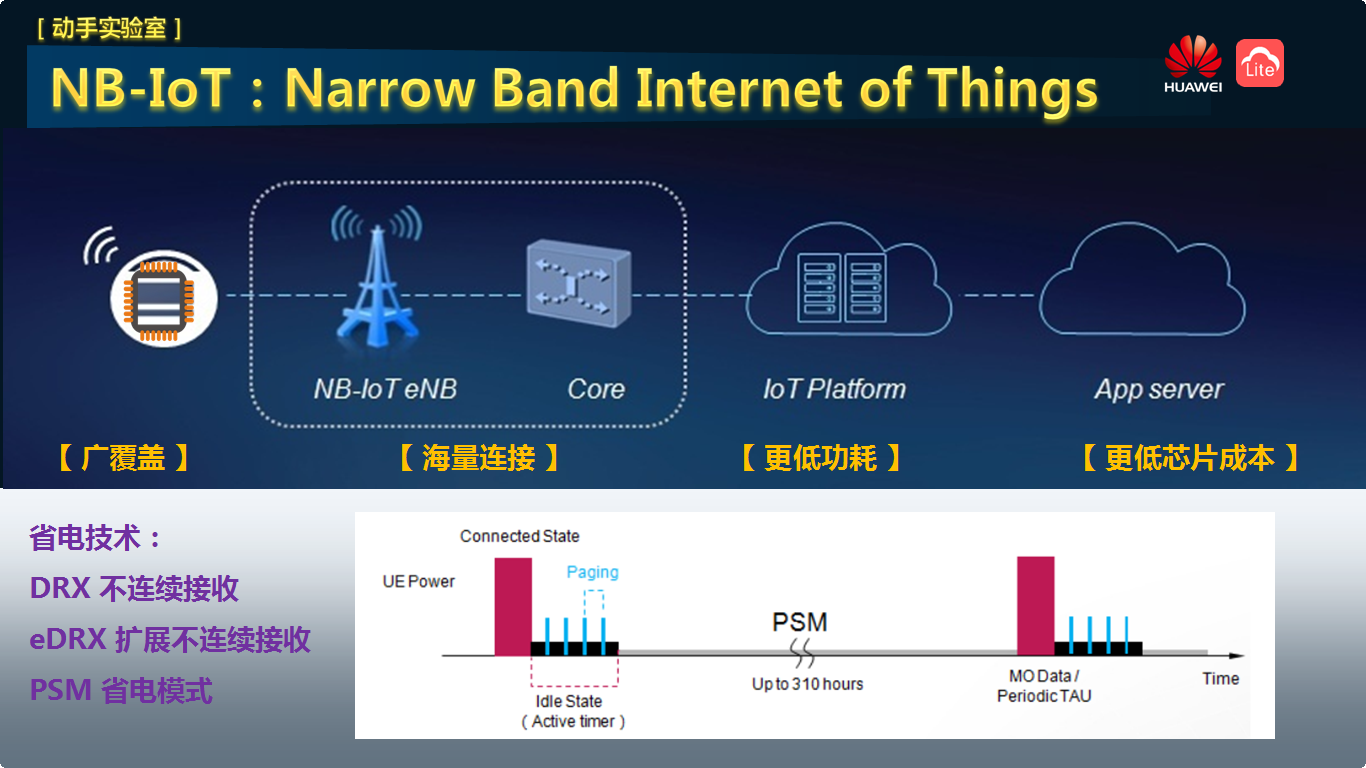 [ 动手实验室 ]
NB-IoT：Narrow Band Internet of Things
HUAWEI
Lite
NB-IoT eNB
Core
IoT Platform
App server
【 广覆盖 】
【 海量连接 】
【 更低功耗 】
【 更低芯片成本 】
省电技术：
DRX 不连续接收
eDRX 扩展不连续接收
PSM 省电模式
Connected State
UE Power
Paging
PSM
Up to 310 hours
Idle State
( Active timer )
MO Data /
Periodic TAU
Time